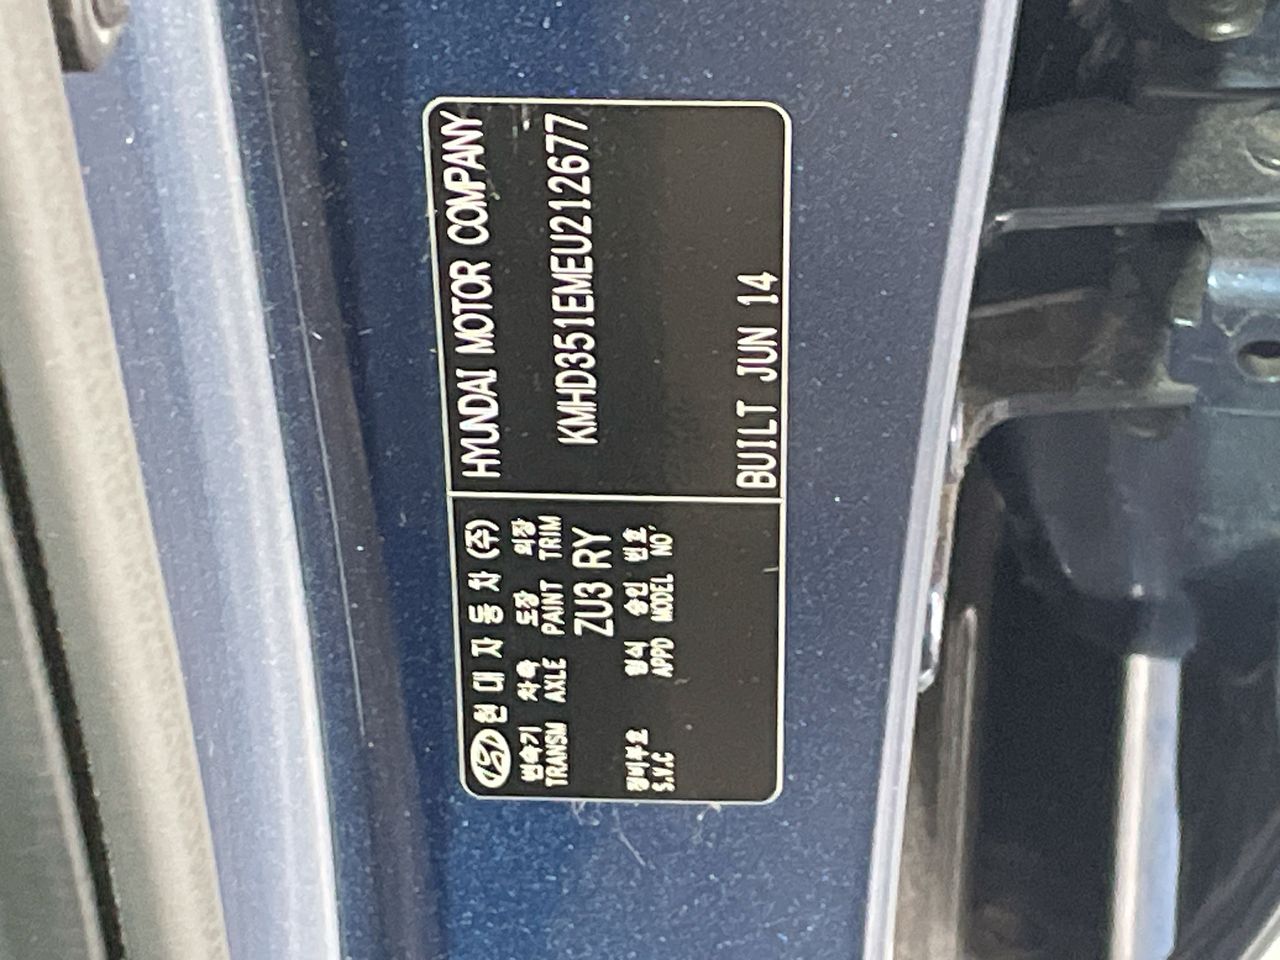 현대자동차(주)
변속기 차축 도장 외장
TRANSM AXLE PAINT TRIM
ZU3 RY
정비부호 형식 승인 번호
S.V.C APPD MODEL NO,
HYUNDAI MOTOR COMPANY
KMHD351EMEU212677
BUILT JUN 14